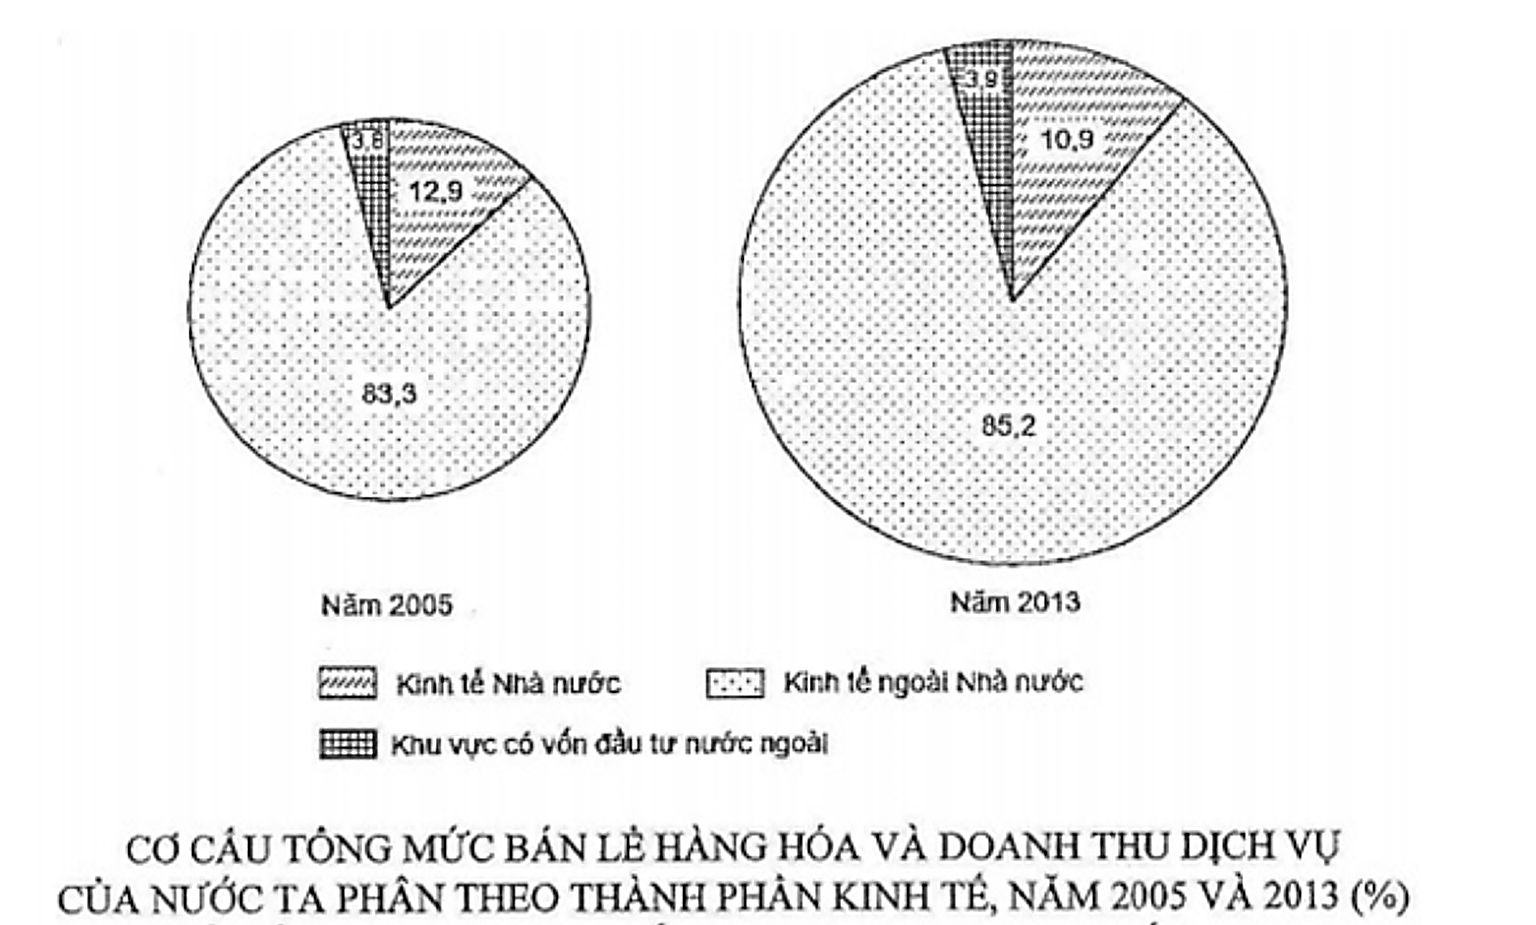 3,8
12,9
83,3
3,9
10,9
85,2
Năm 2005
Năm 2013
Kinh tế Nhà nước
Kinh tế ngoài Nhà nước
Khu vực có vốn đầu tư nước ngoài
CƠ CẤU TỔNG MỨC BÁN LẺ HÀNG HÓA VÀ DOANH THU DỊCH VỤ
CỦA NƯỚC TA PHÂN THEO THÀNH PHẦN KINH TẾ, NĂM 2005 VÀ 2013 (%)